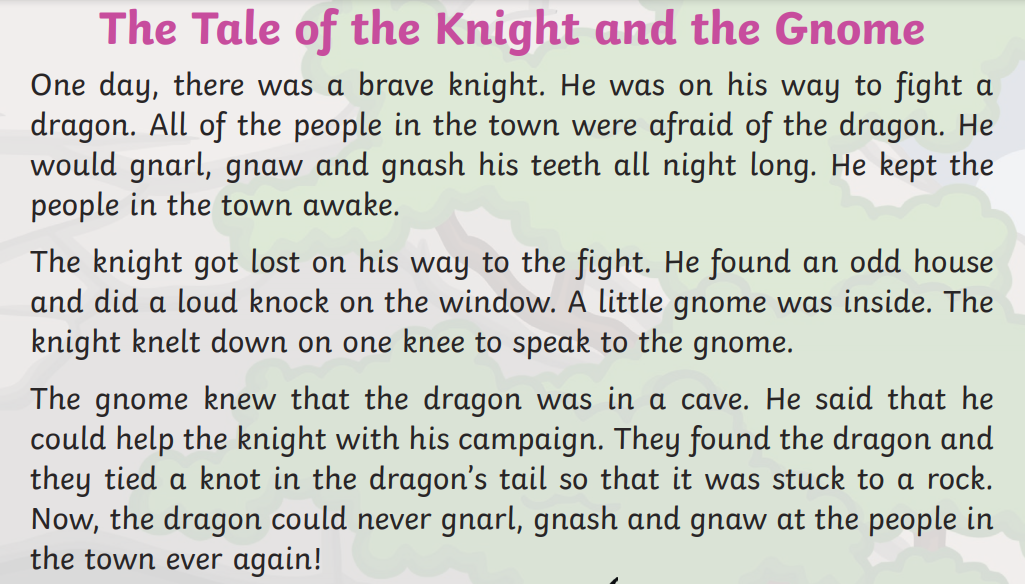 The Tale of the Knight and the Gnome
One day, there was a brave knight. He was on his way to fight a
dragon. All of the people in the town were afraid of the dragon. He
would gnarl, gnaw and gnash his teeth all night long. He kept the
people in the town awake.
The knight got lost on his way to the fight. He found an odd house
and did a loud knock on the window. A little gnome was inside. The
knight knelt down on one knee to speak to the gnome.
The gnome knew that the dragon was in a cave. He said that he
could help the knight with his campaign. They found the dragon and
they tied a knot in the dragon’s tail so that it was stuck to a rock.
Now, the dragon could never gnarl, gnash and gnaw at the people in
the town ever again!